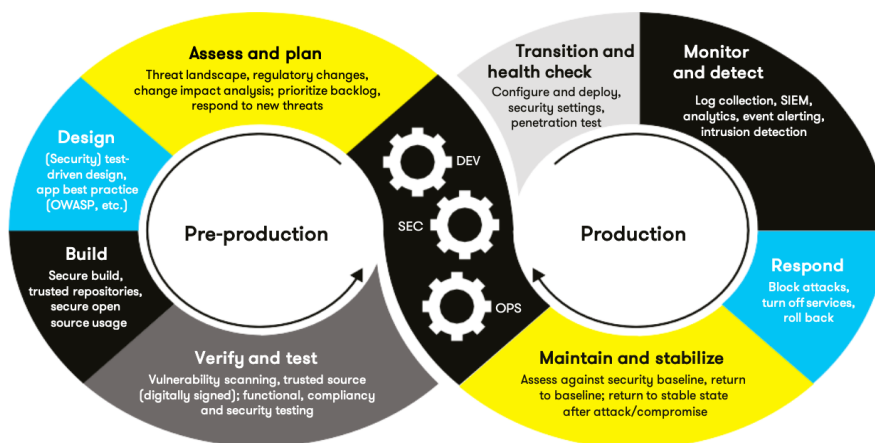 Assess and plan
Threat landscape, regulatory changes,
change impact analysis; prioritize backlog,
respond to new threats
Design
(Security) test-
driven design,
app best practice
(OWASP, etc.)
Build
Secure build,
trusted repositories,
secure open
source usage
Verify and test
Vulnerability scanning, trusted source
(digitally signed); functional, compliancy
and security testing
Pre-production
DEV
SEC
OPS
Transition and
health check
Configure and deploy,
security settings,
penetration test
Monitor
and detect
Log collection, SIEM,
analytics, event alerting,
intrusion detection
Respond
Block attacks,
turn off services,
roll back
Maintain and stabilize
Assess against security baseline, return
to baseline; return to stable state
after attack/compromise
Production